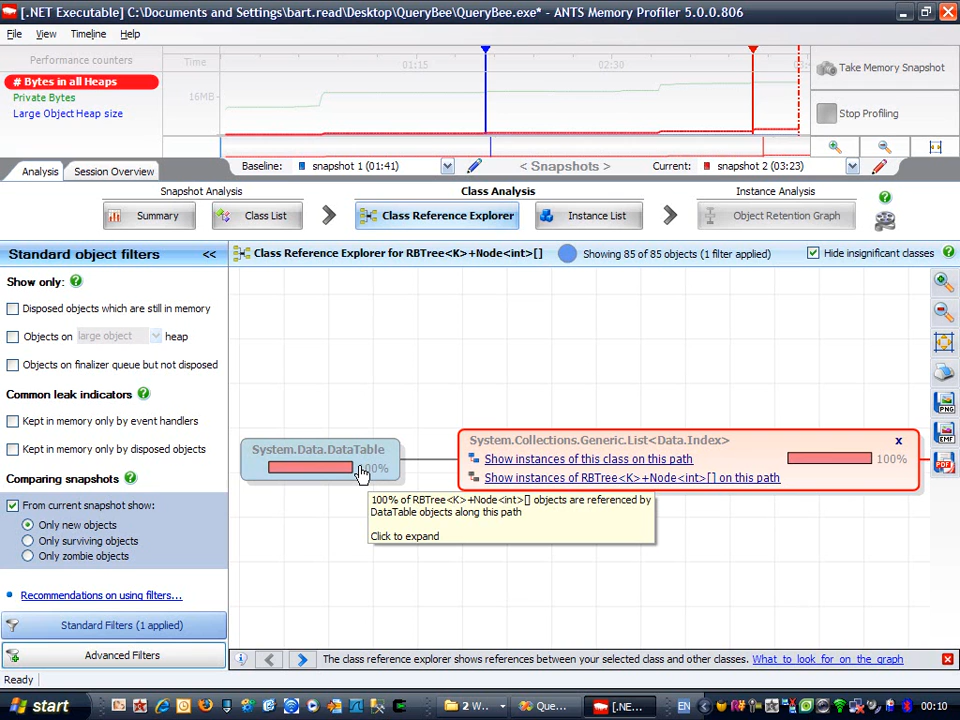 [.NET Executable] C:\Documents and Settings\bart.read\Desktop\QueryBee\QueryBee.exe* - ANTS Memory Profiler 5.0.0.806
File View Timeline Help
Performance counters
# Bytes in all Heaps
Private Bytes
Large Object Heap size
Time 01:15 02:30
16MB
Take Memory Snapshot
Stop Profiling
Analysis Session Overview
Baseline: snapshot 1 (01:41) < Snapshots > Current: snapshot 2 (03:23)
Snapshot Analysis Class Analysis Instance Analysis
Summary Class List Class Reference Explorer Instance List Object Retention Graph
Standard object filters <<
Class Reference Explorer for RBTree<K>+Node<int>[] Showing 85 of 85 objects (1 filter applied) Hide insignificant classes
Show only:
Disposed objects which are still in memory
Objects on large object heap
Objects on finalizer queue but not disposed
Common leak indicators
Kept in memory only by event handlers
Kept in memory only by disposed objects
Comparing snapshots
From current snapshot show:
Only new objects
Only surviving objects
Only zombie objects
Recommendations on using filters...
Standard Filters (1 applied)
Advanced Filters
System.Data.DataTable
100%
System.Collections.Generic.List<Data.Index> x
Show instances of this class on this path 100%
Show instances of RBTree<K>+Node<int>[] on this path
100% of RBTree<K>+Node<int>[] objects are referenced by
DataTable objects along this path
Click to expand
PNG
EMF
PDF
The class reference explorer shows references between your selected class and other classes. What to look for on the graph
Ready
start 2 W... Que... [.NE... EN 00:10